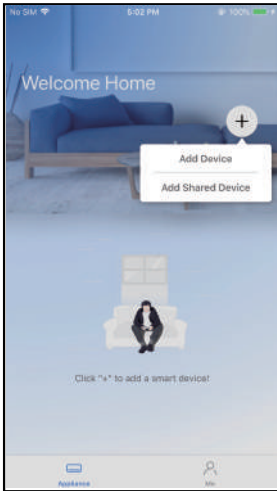 No SIM
5:02 PM
100%
Welcome Home
+
Add Device
Add Shared Device
Click "+" to add a smart device!
Appliance
Me